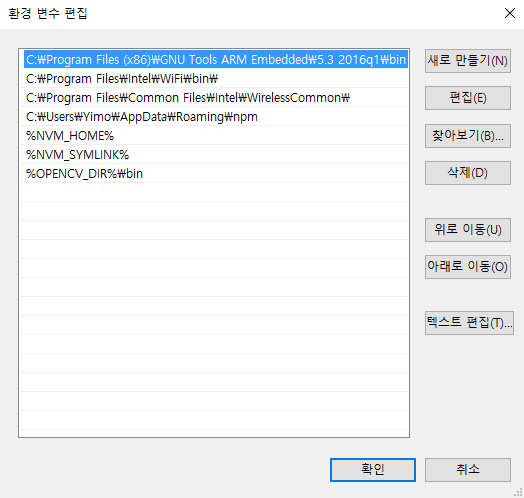 환경 변수 편집
C:₩Program Files (x86)₩GNU Tools ARM Embedded₩5.3 2016q1₩bin
C:₩Program Files₩Intel₩WiFi₩bin₩
C:₩Program Files₩Common Files₩Intel₩WirelessCommon₩
C:₩Users₩Yimo₩AppData₩Roaming₩npm
%NVM_HOME%
%NVM_SYMLINK%
%OPENCV_DIR%₩bin
새로 만들기(N)
편집(E)
찾아보기(B)...
삭제(D)
위로 이동(U)
아래로 이동(O)
텍스트 편집(T)...
확인
취소